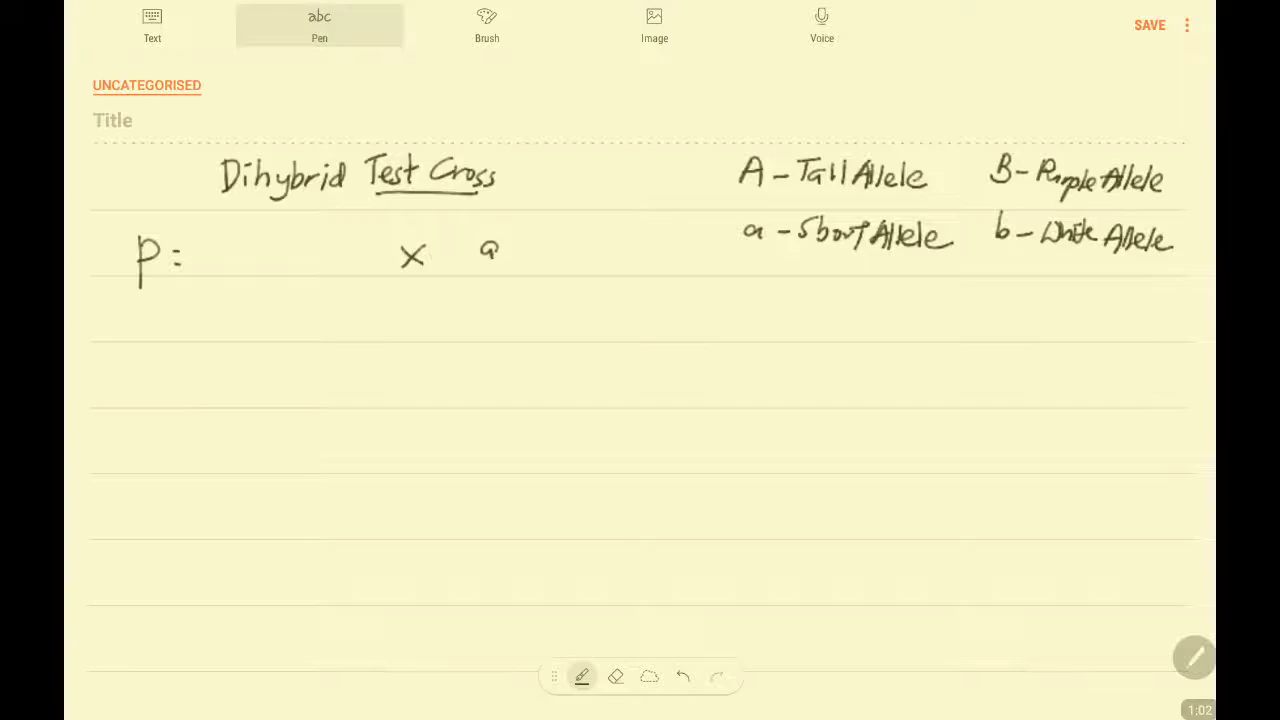 Text Pen Brush Image Voice SAVE
UNCATEGORISED
Title
Dihybrid Test Cross A - Tall Allele B - Purple Allele
a - Short Allele b - White Allele
P = × a
1:02